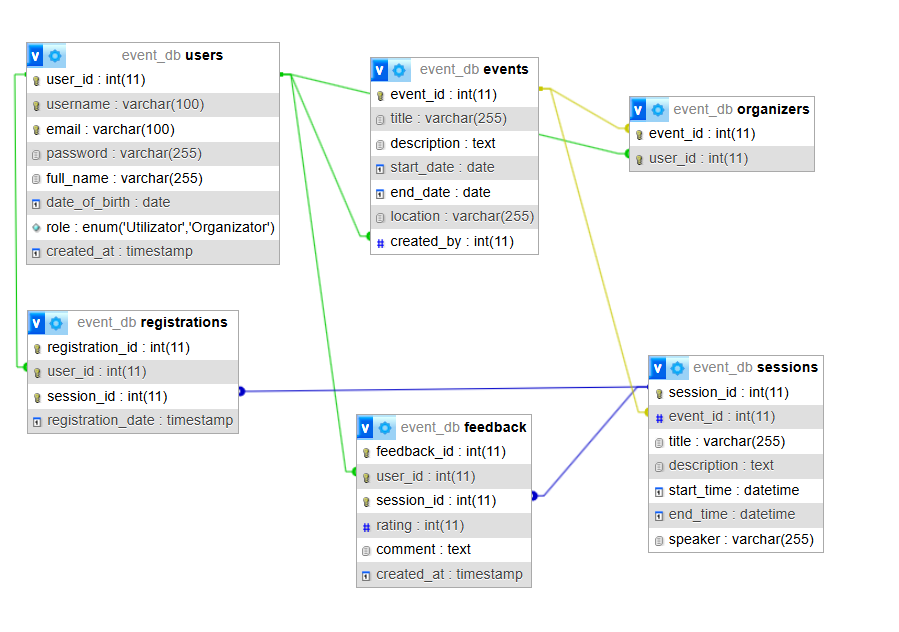 V event_db users
user_id : int(11)
username : varchar(100)
email : varchar(100)
password : varchar(255)
full_name : varchar(255)
date_of_birth : date
role : enum('Utilizator','Organizator')
created_at : timestamp
V event_db events
event_id : int(11)
title : varchar(255)
description : text
start_date : date
end_date : date
location : varchar(255)
# created_by : int(11)
V event_db organizers
event_id : int(11)
user_id : int(11)
V event_db registrations
registration_id : int(11)
user_id : int(11)
session_id : int(11)
registration_date : timestamp
V event_db feedback
feedback_id : int(11)
user_id : int(11)
session_id : int(11)
# rating : int(11)
comment : text
created_at : timestamp
V event_db sessions
session_id : int(11)
# event_id : int(11)
title : varchar(255)
description : text
start_time : datetime
end_time : datetime
speaker : varchar(255)